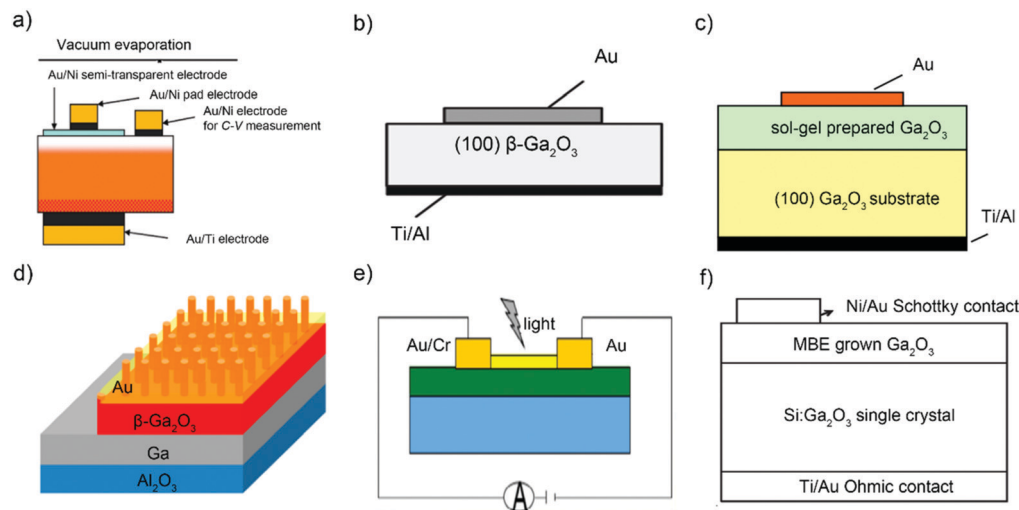 a)
Vacuum evaporation
Au/Ni semi-transparent electrode
Au/Ni pad electrode
Au/Ni electrode
for C-V measurement
Au/Ti electrode
b)
Au
(100) β-Ga₂O₃
Ti/Al
c)
Au
sol-gel prepared Ga₂O₃
(100) Ga₂O₃ substrate
Ti/Al
d)
Au
β-Ga₂O₃
Ga
Al₂O₃
e)
light
Au/Cr
Au
A
f)
Ni/Au Schottky contact
MBE grown Ga₂O₃
Si:Ga₂O₃ single crystal
Ti/Au Ohmic contact